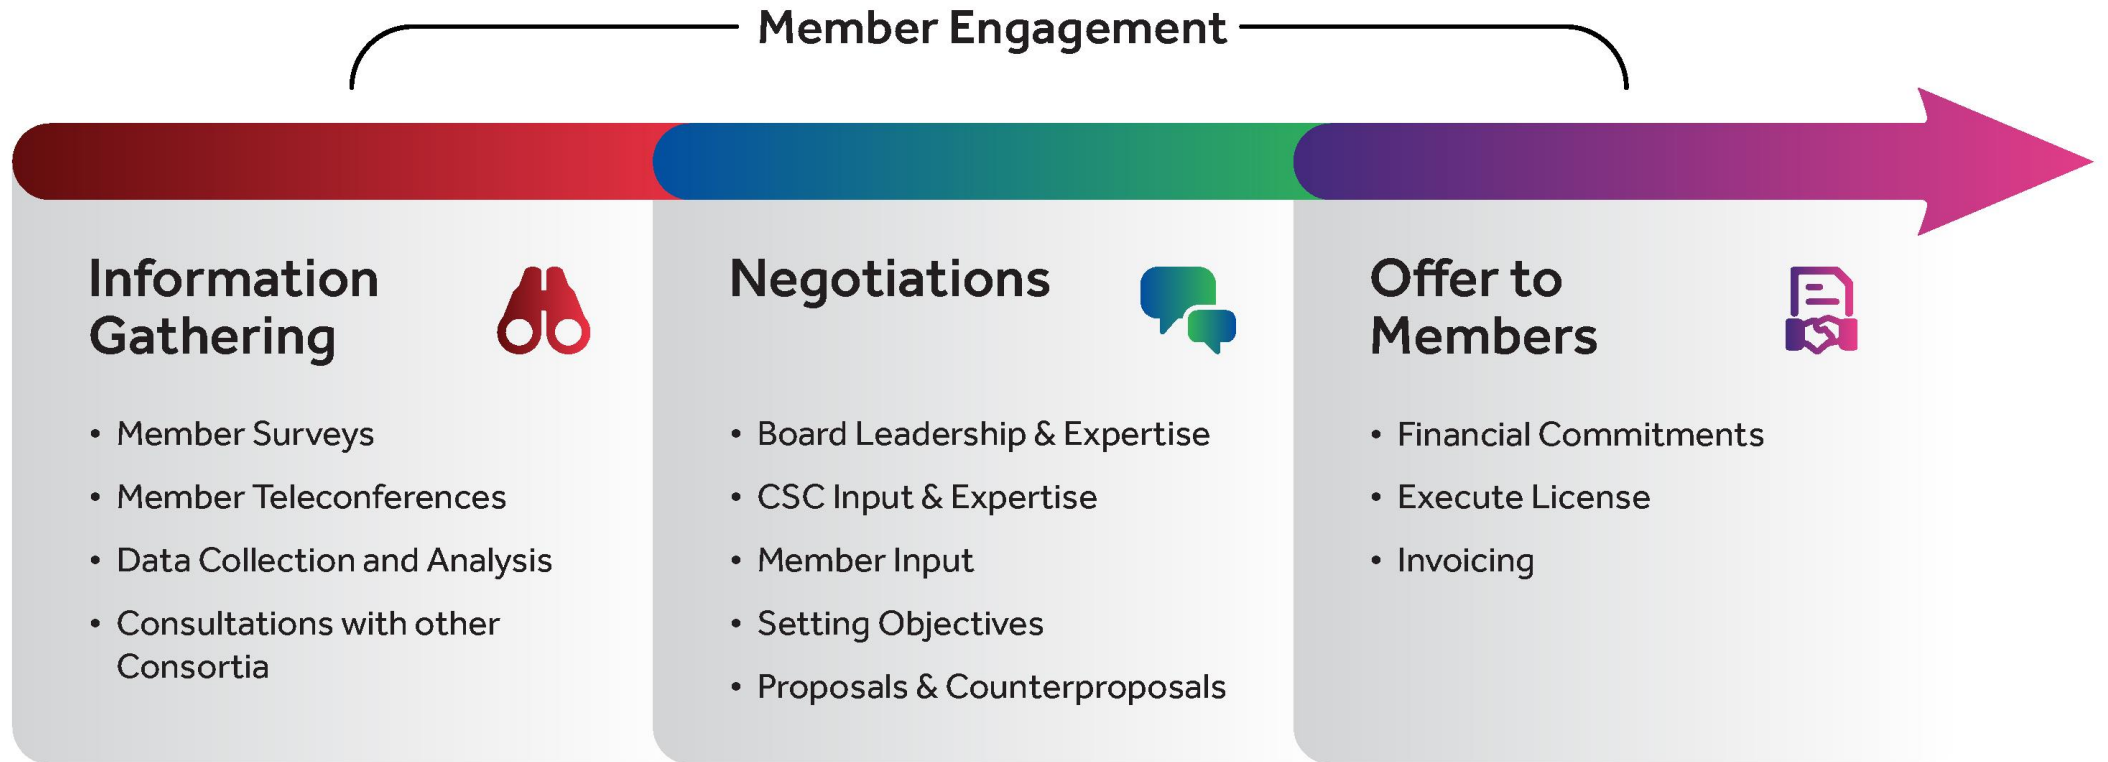 Member Engagement
Information
Gathering
• Member Surveys
• Member Teleconferences
• Data Collection and Analysis
• Consultations with other
Consortia
Negotiations
• Board Leadership & Expertise
• CSC Input & Expertise
• Member Input
• Setting Objectives
• Proposals & Counterproposals
Offer to
Members
• Financial Commitments
• Execute License
• Invoicing